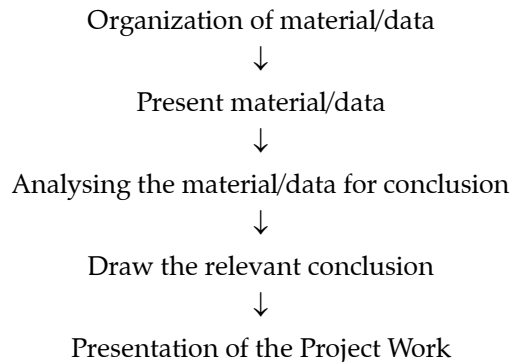 Organization of material/data
↓
Present material/data
↓
Analysing the material/data for conclusion
↓
Draw the relevant conclusion
↓
Presentation of the Project Work